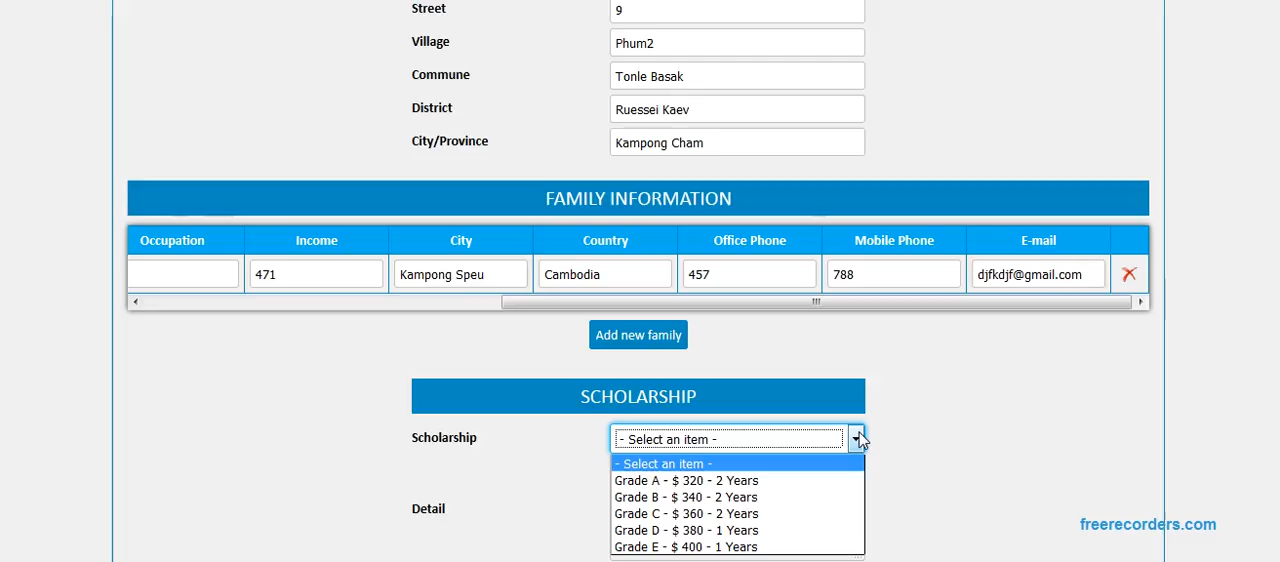 Street 9
Village Phum2
Commune Tonle Basak
District Ruessei Kaev
City/Province Kampong Cham
FAMILY INFORMATION
Occupation Income City Country Office Phone Mobile Phone E-mail
471 Kampong Speu Cambodia 457 788 djfkdjf@gmail.com
Add new family
SCHOLARSHIP
Scholarship - Select an item -
- Select an item -
Grade A - $ 320 - 2 Years
Grade B - $ 340 - 2 Years
Grade C - $ 360 - 2 Years
Detail
Grade D - $ 380 - 1 Years
Grade E - $ 400 - 1 Years
freerecorders.com